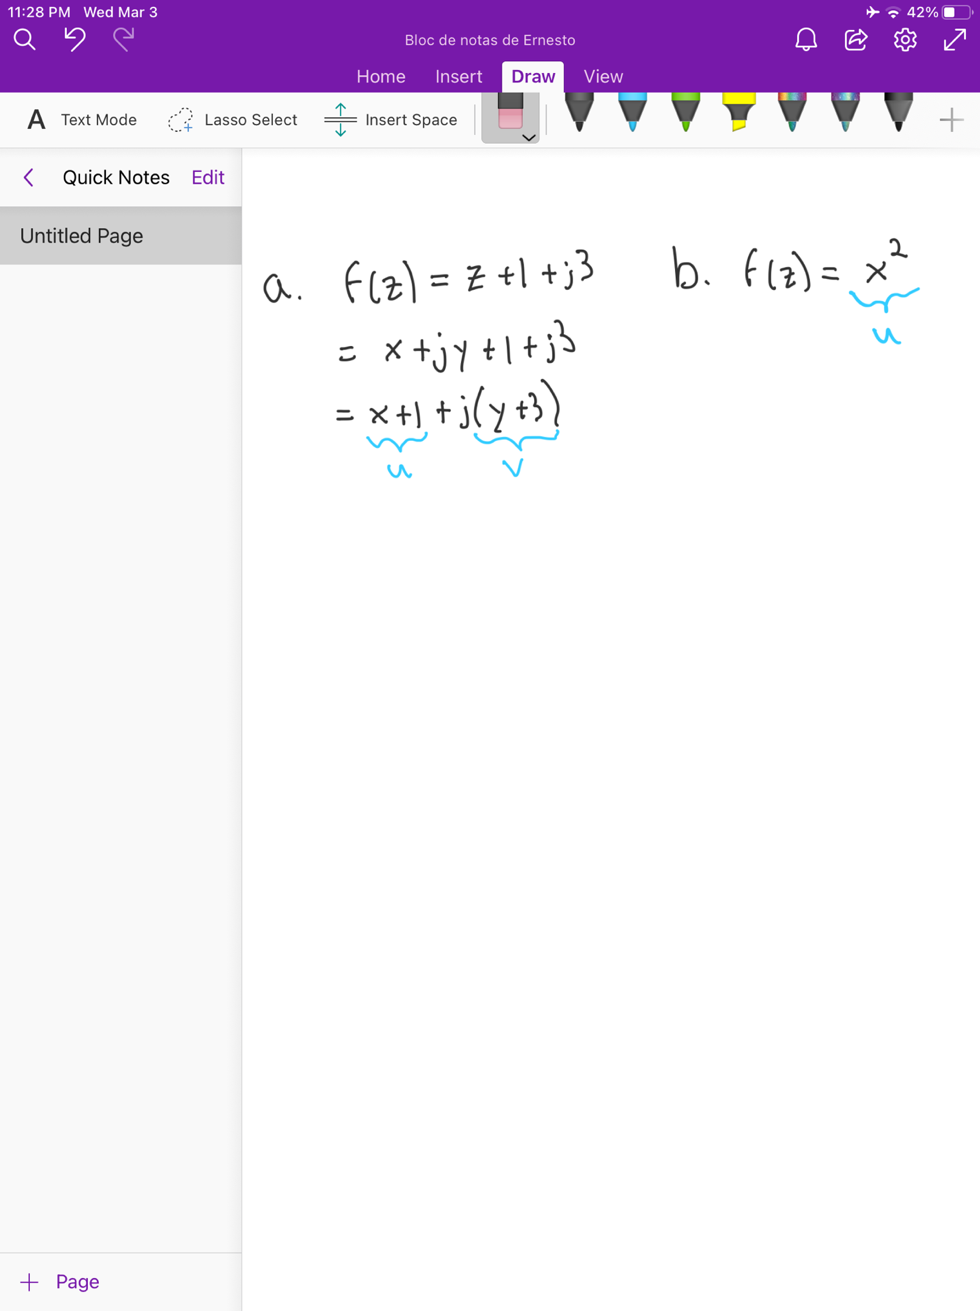 11:28 PM Wed Mar 3 42%
Bloc de notas de Ernesto
Home Insert Draw View
A Text Mode Lasso Select Insert Space
Quick Notes Edit
Untitled Page
a. f(z) = z + 1 + j3
= x + jy + 1 + j3
= x + 1 + j(y + 3)
u v
b. f(z) = x²
u
+ Page